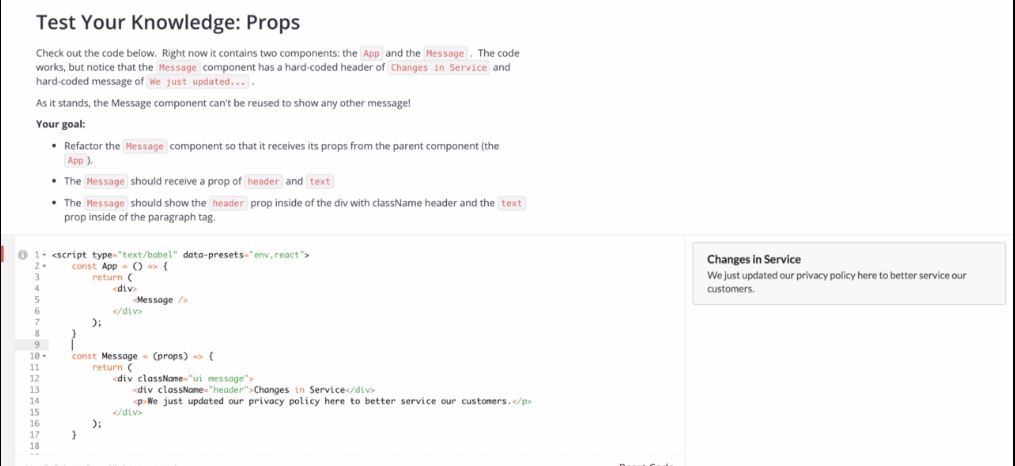 Test Your Knowledge: Props
Check out the code below. Right now it contains two components: the App and the Message . The code
works, but notice that the Message component has a hard-coded header of Changes in Service and
hard-coded message of We just updated... .
As it stands, the Message component can't be reused to show any other message!
Your goal:
• Refactor the Message component so that it receives its props from the parent component (the
App ).
• The Message should receive a prop of header and text
• The Message should show the header prop inside of the div with className header and the text
prop inside of the paragraph tag.
1 <script type="text/babel" data-presets="env,react">
2 const App = () => {
3 return (
4 <div>
5 <Message />
6 </div>
7 );
8 }
9
10 const Message = (props) => {
11 return (
12 <div className="ui message">
13 <div className="header">Changes in Service</div>
14 <p>We just updated our privacy policy here to better service our customers.</p>
15 </div>
16 );
17 }
18
Changes in Service
We just updated our privacy policy here to better service our
customers.